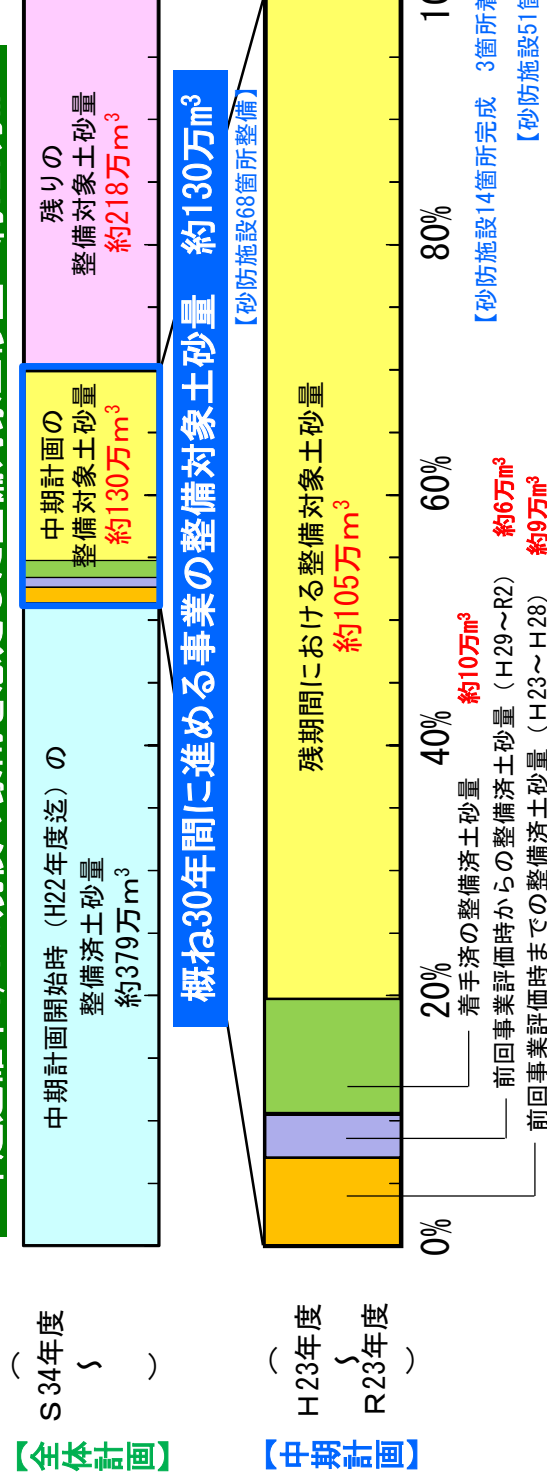 【全体計画】
（S34年度
～
）
中期計画開始時（H22年度迄）の
整備済土砂量
約379万m³
中期計画の
整備対象土砂量
約130万m³
残りの
整備対象土砂量
約218万m³
概ね30年間に進める事業の整備対象土砂量　約130万m³
【砂防施設68箇所整備】
【中期計画】
（H23年度
～
R23年度）
残期間における整備対象土砂量
約105万m³
0%
20%
40%
60%
80%
着手済の整備済土砂量　約10万m³
前回事業評価時からの整備済土砂量（H29～R2）　約6万m³
前回事業評価時までの整備済土砂量（H23～H28）　約9万m³
【砂防施設14箇所完成　3箇所着
【砂防施設51箇